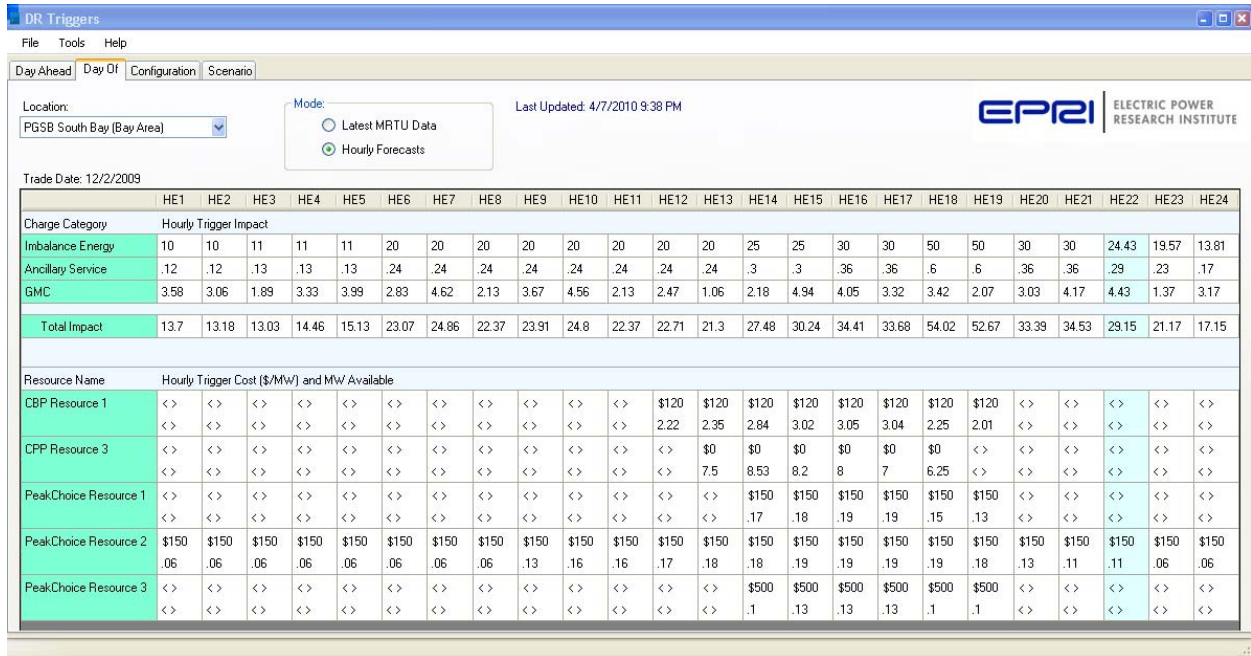 DR Triggers
File Tools Help
Day Ahead Day Of Configuration Scenario
Location:
PGSB South Bay (Bay Area)
Mode:
Latest MRTU Data
Hourly Forecasts
Last Updated: 4/7/2010 9:38 PM
EPRI ELECTRIC POWER
RESEARCH INSTITUTE
Trade Date: 12/2/2009
HE1 HE2 HE3 HE4 HE5 HE6 HE7 HE8 HE9 HE10 HE11 HE12 HE13 HE14 HE15 HE16 HE17 HE18 HE19 HE20 HE21 HE22 HE23 HE24
Charge Category Hourly Trigger Impact
Imbalance Energy 10 10 11 11 11 20 20 20 20 20 20 20 20 25 25 30 30 50 50 30 30 24.43 19.57 13.81
Ancillary Service .12 .12 .13 .13 .13 .24 .24 .24 .24 .24 .24 .24 .24 .3 .3 .36 .36 .6 .6 .36 .36 .29 .23 .17
GMC 3.58 3.06 1.89 3.33 3.99 2.83 4.62 2.13 3.67 4.56 2.13 2.47 1.06 2.18 4.94 4.05 3.32 3.42 2.07 3.03 4.17 4.43 1.37 3.17
Total Impact 13.7 13.18 13.03 14.46 15.13 23.07 24.86 22.37 23.91 24.8 22.37 22.71 21.3 27.48 30.24 34.41 33.68 54.02 52.67 33.39 34.53 29.15 21.17 17.15
Resource Name Hourly Trigger Cost ($/MW) and MW Available
CBP Resource 1 < > < > < > < > < > < > < > < > < > < > < > $120 $120 $120 $120 $120 $120 $120 $120 < > < > < > < > < >
< > < > < > < > < > < > < > < > < > < > < > 2.22 2.35 2.84 3.02 3.05 3.04 2.25 2.01 < > < > < > < > < >
CPP Resource 3 < > < > < > < > < > < > < > < > < > < > < > < > $0 $0 $0 $0 $0 $0 < > < > < > < > < > < >
< > < > < > < > < > < > < > < > < > < > < > < > 7.5 8.53 8.2 8 7 6.25 < > < > < > < > < > < >
PeakChoice Resource 1 < > < > < > < > < > < > < > < > < > < > < > < > < > $150 $150 $150 $150 $150 $150 < > < > < > < > < >
< > < > < > < > < > < > < > < > < > < > < > < > < > .17 .18 .19 .19 .15 .13 < > < > < > < > < >
PeakChoice Resource 2 $150 $150 $150 $150 $150 $150 $150 $150 $150 $150 $150 $150 $150 $150 $150 $150 $150 $150 $150 $150 $150 $150 $150 $150
.06 .06 .06 .06 .06 .06 .06 .06 .13 .16 .16 .17 .18 .18 .19 .19 .19 .19 .18 .13 .11 .11 .06 .06
PeakChoice Resource 3 < > < > < > < > < > < > < > < > < > < > < > < > < > $500 $500 $500 $500 $500 $500 < > < > < > < > < >
< > < > < > < > < > < > < > < > < > < > < > < > < > .1 .13 .13 .13 .1 .1 < > < > < > < > < >